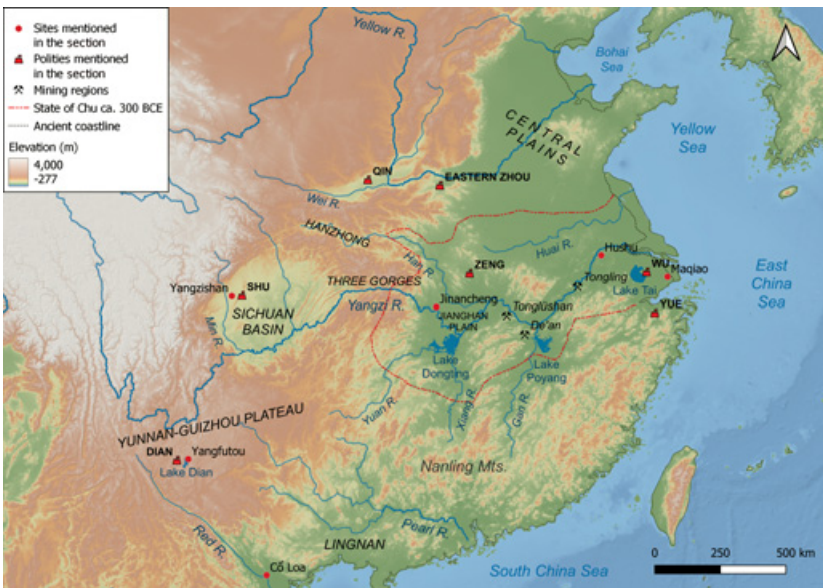 Sites mentioned
in the section
Polities mentioned
in the section
Mining regions
State of Chu ca. 300 BCE
Ancient coastline
Elevation (m)
4,000
-277
Yellow R.
Bohai
Sea
CENTRAL
PLAINS
Yellow
Sea
QIN
EASTERN ZHOU
Wei R.
HANZHONG
Han R.
ZENG
Huai R.
Hushu
WU
Lake Tai
Maqiao
Tongling
East
China
Sea
Yangzishan
SHU
THREE GORGES
Yangzi R.
SICHUAN
BASIN
Min R.
Jinancheng
JIANGHAN
PLAIN
Tonglüshan
De'an
YUE
Lake
Dongting
Lake
Poyang
Yuan R.
Xiang R.
Gan R.
YUNNAN-GUIZHOU PLATEAU
DIAN
Yangfutou
Lake Dian
Nanling Mts.
Red R.
Pearl R.
LINGNAN
Cổ Loa
South China Sea
0 250 500 km